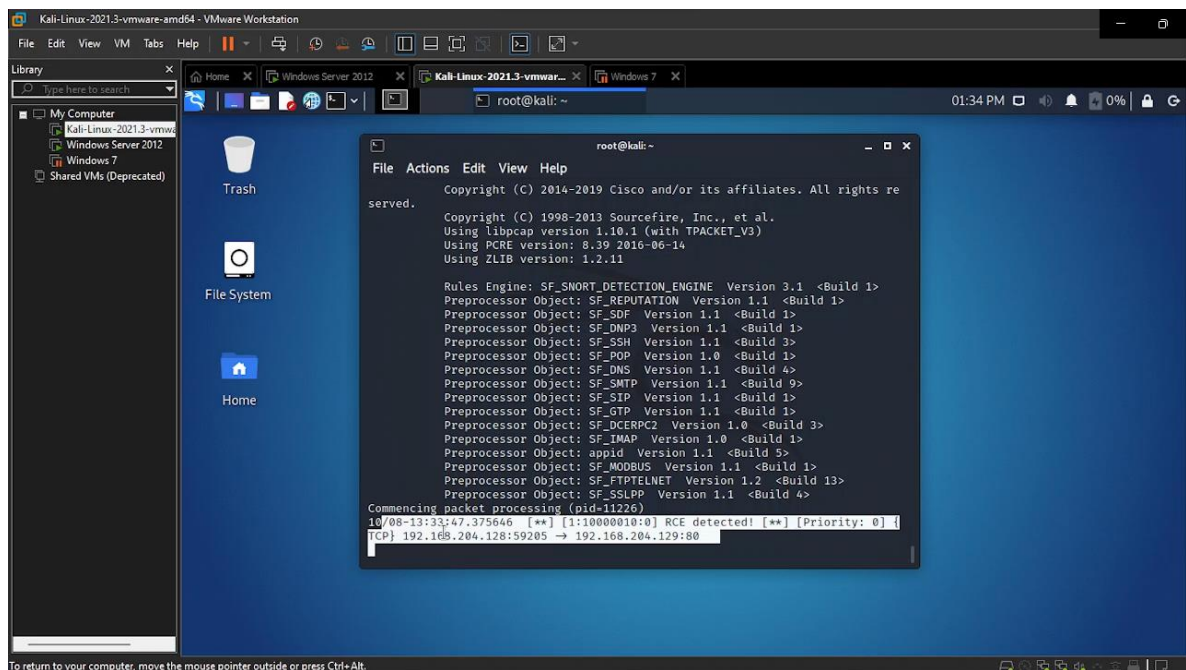 Kali-Linux-2021.3-vmware-amd64 - VMware Workstation
File Edit View VM Tabs Help
Library
Type here to search
My Computer
Kali-Linux-2021.3-vmwa
Windows Server 2012
Windows 7
Shared VMs (Deprecated)
Home Windows Server 2012 Kali-Linux-2021.3-vmwar... Windows 7
root@kali: ~ 01:34 PM 0%
Trash
File System
Home
root@kali: ~
File Actions Edit View Help
Copyright (C) 2014-2019 Cisco and/or its affiliates. All rights re
served.
Copyright (C) 1998-2013 Sourcefire, Inc., et al.
Using libpcap version 1.10.1 (with TPACKET_V3)
Using PCRE version: 8.39 2016-06-14
Using ZLIB version: 1.2.11
Rules Engine: SF_SNORT_DETECTION_ENGINE Version 3.1 <Build 1>
Preprocessor Object: SF_REPUTATION Version 1.1 <Build 1>
Preprocessor Object: SF_SDF Version 1.1 <Build 1>
Preprocessor Object: SF_DNP3 Version 1.1 <Build 1>
Preprocessor Object: SF_SSH Version 1.1 <Build 3>
Preprocessor Object: SF_POP Version 1.0 <Build 1>
Preprocessor Object: SF_DNS Version 1.1 <Build 4>
Preprocessor Object: SF_SMTP Version 1.1 <Build 9>
Preprocessor Object: SF_SIP Version 1.1 <Build 1>
Preprocessor Object: SF_GTP Version 1.1 <Build 1>
Preprocessor Object: SF_DCERPC2 Version 1.0 <Build 3>
Preprocessor Object: SF_IMAP Version 1.0 <Build 1>
Preprocessor Object: appid Version 1.1 <Build 5>
Preprocessor Object: SF_MODBUS Version 1.1 <Build 1>
Preprocessor Object: SF_FTPTELNET Version 1.2 <Build 13>
Preprocessor Object: SF_SSLPP Version 1.1 <Build 4>
Commencing packet processing (pid=11226)
10/08-13:33:47.375646 [**] [1:10000010:0] RCE detected! [**] [Priority: 0] {
TCP} 192.168.204.128:59205 → 192.168.204.129:80
To return to your computer, move the mouse pointer outside or press Ctrl+Alt.